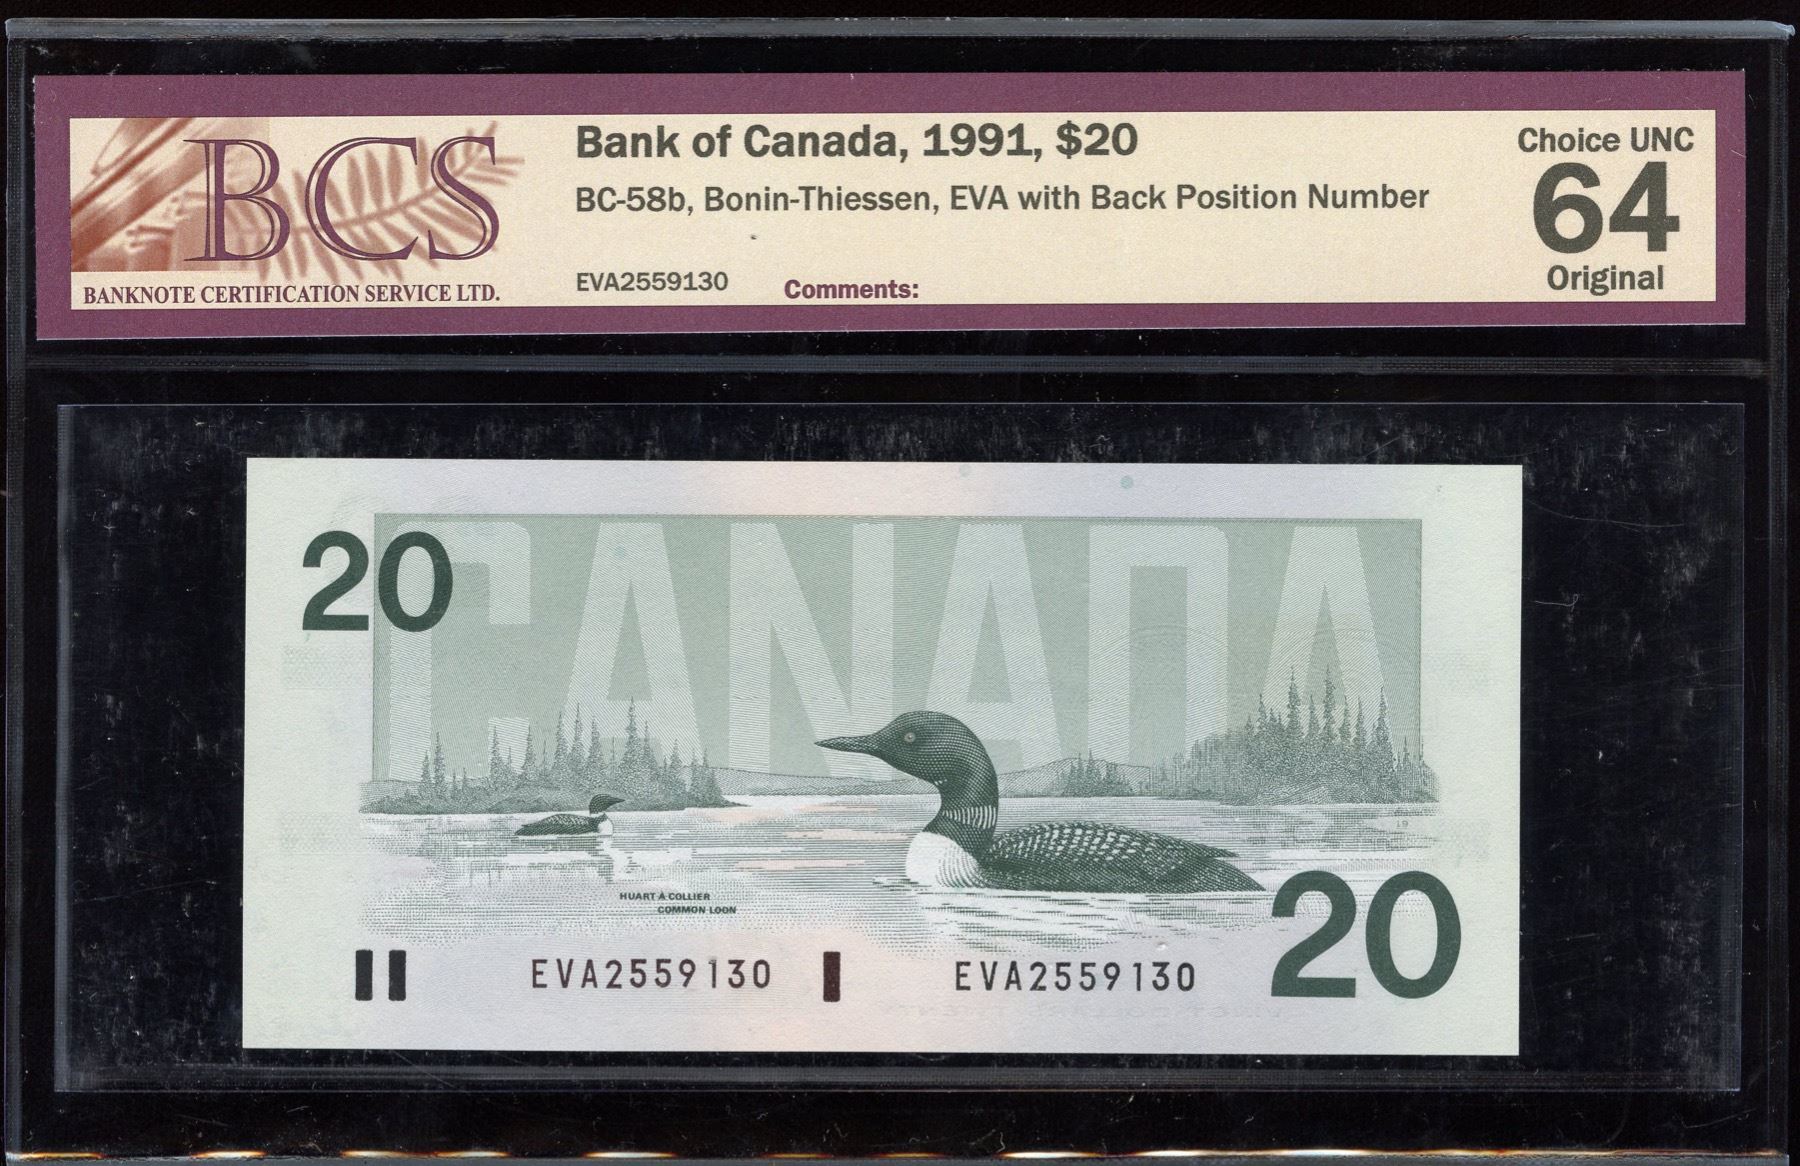 BCS
BANKNOTE CERTIFICATION SERVICE LTD.
Bank of Canada, 1991, $20
BC-58b, Bonin-Thiessen, EVA with Back Position Number
EVA2559130
Comments:
Choice UNC
64
Original
20
CANADA
19
HUART À COLLIER
COMMON LOON
20
EVA2559130
EVA2559130